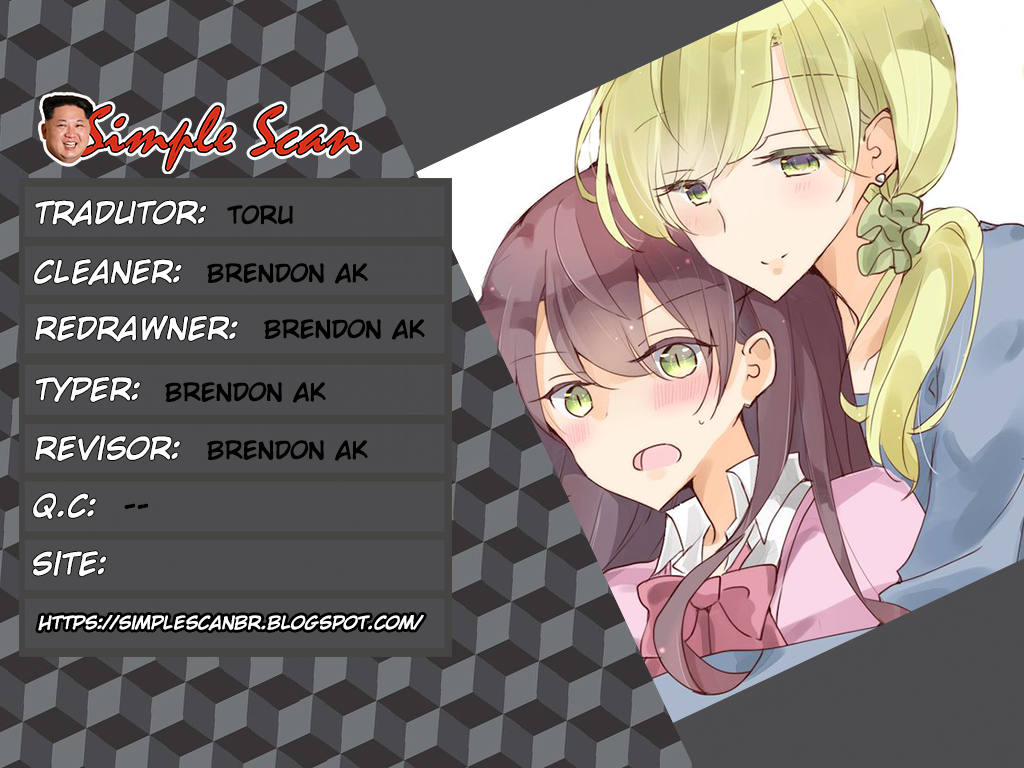 Simple Scan
TRADUTOR: TORU
CLEANER: BRENDON AK
REDRAWNER: BRENDON AK
TYPER: BRENDON AK
REVISOR: BRENDON AK
Q.C: --
SITE:
HTTPS://SIMPLESCANBR.BLOGSPOT.COM/